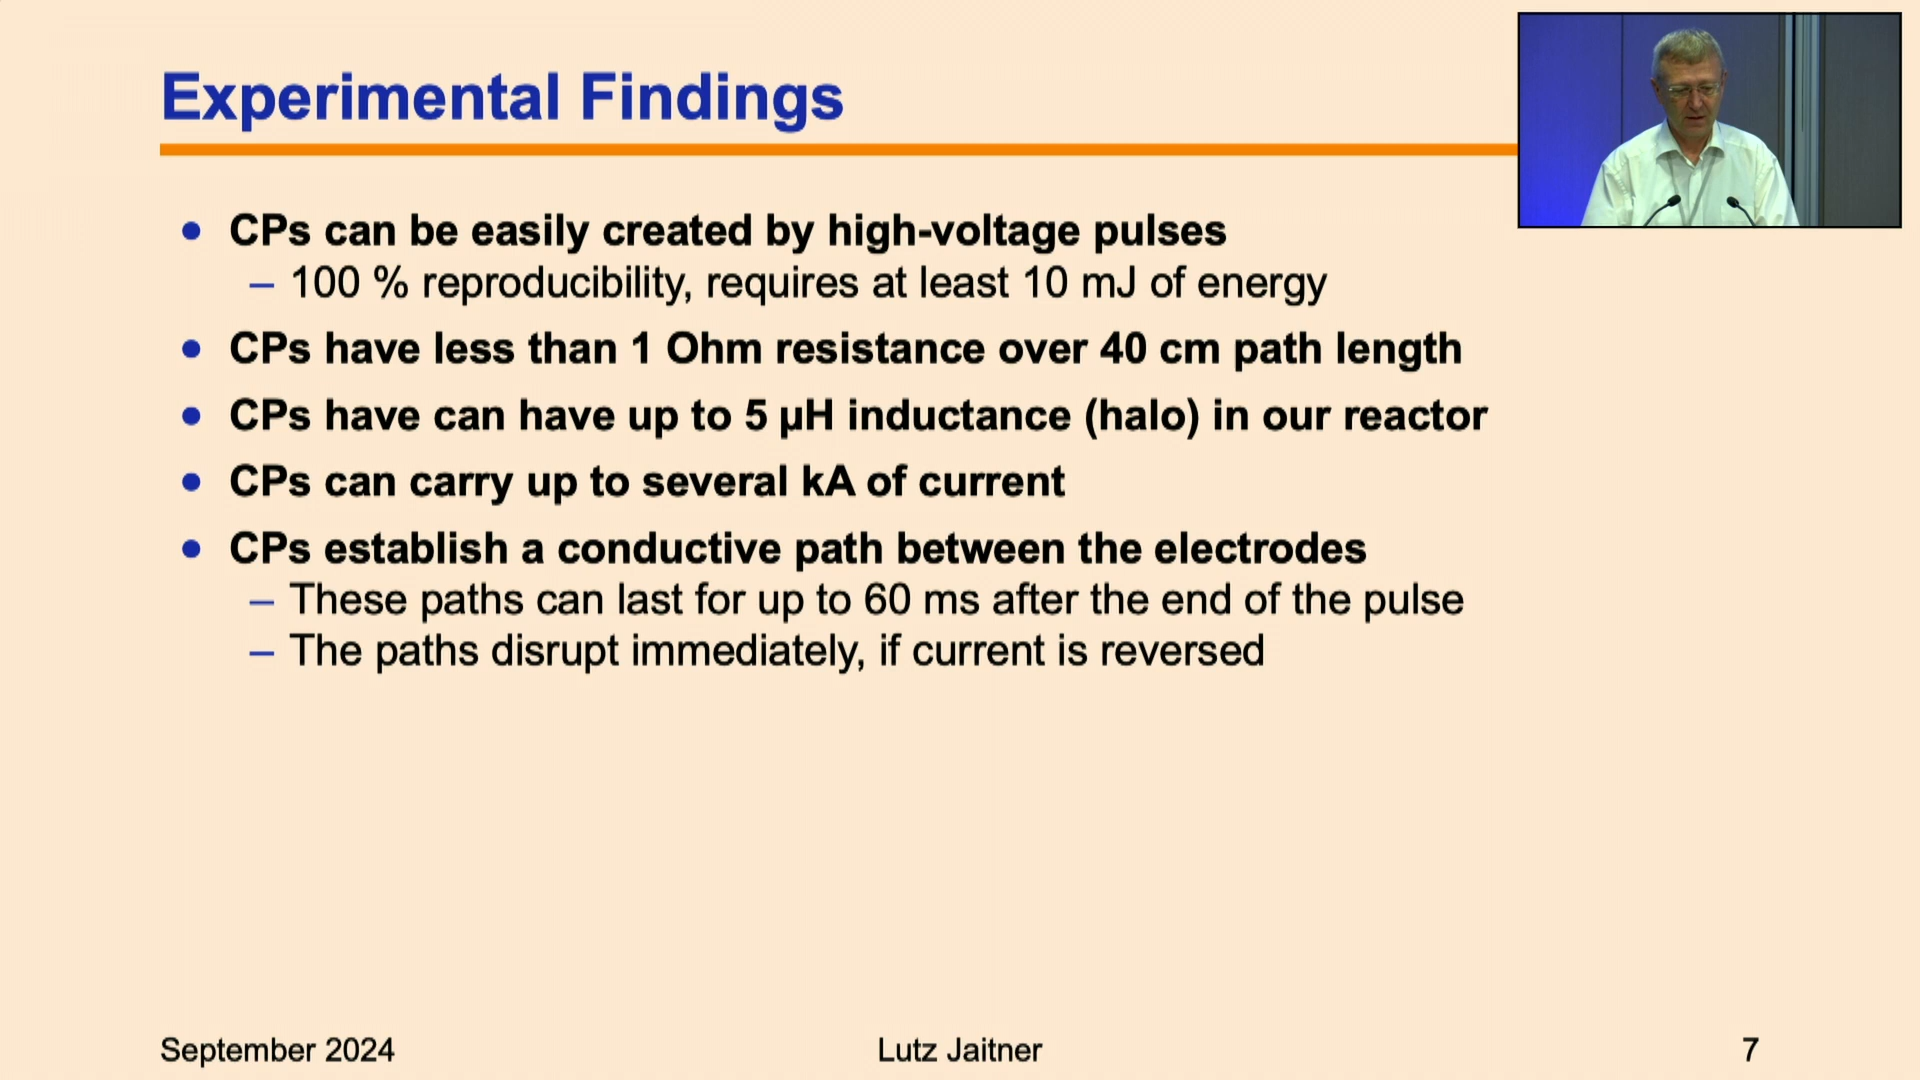 Experimental Findings
• CPs can be easily created by high-voltage pulses
– 100 % reproducibility, requires at least 10 mJ of energy
• CPs have less than 1 Ohm resistance over 40 cm path length
• CPs have can have up to 5 µH inductance (halo) in our reactor
• CPs can carry up to several kA of current
• CPs establish a conductive path between the electrodes
– These paths can last for up to 60 ms after the end of the pulse
– The paths disrupt immediately, if current is reversed
September 2024 Lutz Jaitner 7